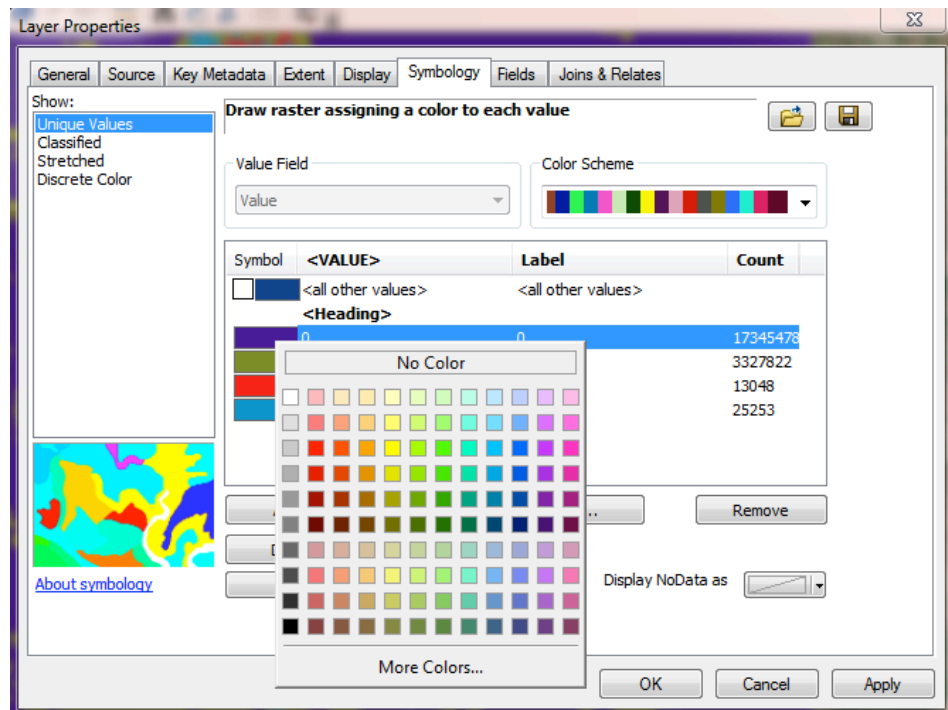 Layer Properties
General Source Key Metadata Extent Display Symbology Fields Joins & Relates
Show:
Unique Values
Classified
Stretched
Discrete Color
Draw raster assigning a color to each value
Value Field
Value
Color Scheme
Symbol <VALUE> Label Count
<all other values> <all other values>
<Heading>
0 0 17345478
3327822
13048
25253
No Color
More Colors...
.. Remove
Display NoData as
About symbology
OK Cancel Apply